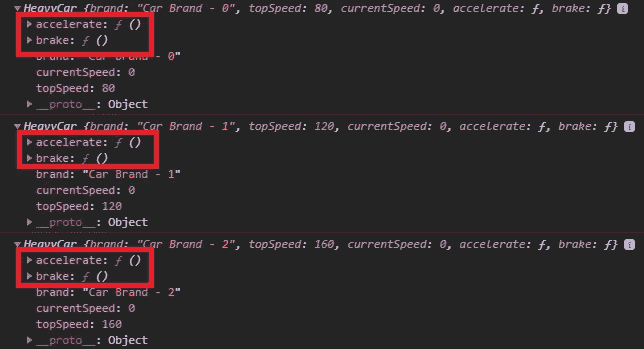 ▼HeavyCar {brand: "Car Brand - 0", topSpeed: 80, currentSpeed: 0, accelerate: ƒ, brake: ƒ} i
▶accelerate: ƒ ()
▶brake: ƒ ()
brand: "Car Brand - 0"
currentSpeed: 0
topSpeed: 80
▶__proto__: Object
▼HeavyCar {brand: "Car Brand - 1", topSpeed: 120, currentSpeed: 0, accelerate: ƒ, brake: ƒ} i
▶accelerate: ƒ ()
▶brake: ƒ ()
brand: "Car Brand - 1"
currentSpeed: 0
topSpeed: 120
▶__proto__: Object
▼HeavyCar {brand: "Car Brand - 2", topSpeed: 160, currentSpeed: 0, accelerate: ƒ, brake: ƒ} i
▶accelerate: ƒ ()
▶brake: ƒ ()
brand: "Car Brand - 2"
currentSpeed: 0
topSpeed: 160
▶__proto__: Object